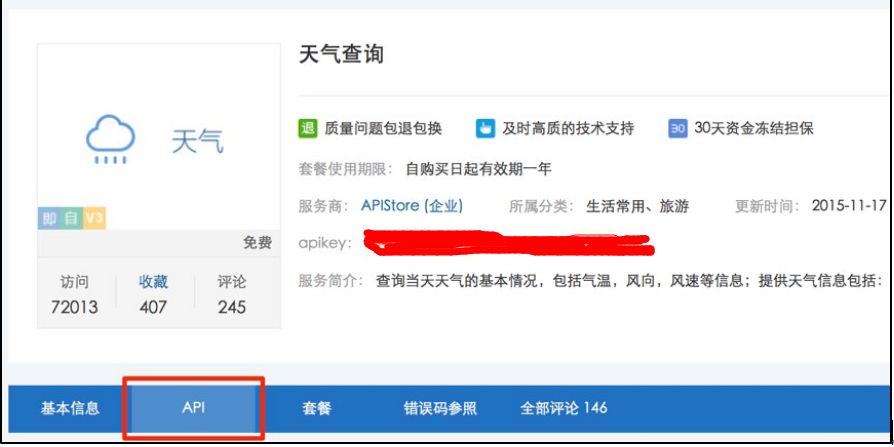 天气查询
天气
退 质量问题包退包换 及时高质的技术支持 30 30天资金冻结担保
套餐使用期限: 自购买日起有效期一年
服务商: APIStore (企业) 所属分类: 生活常用、旅游 更新时间: 2015-11-17
即 自 V3
免费
apikey:
访问 收藏 评论
72013 407 245
服务简介: 查询当天天气的基本情况，包括气温，风向，风速等信息；提供天气信息包括:
基本信息 API 套餐 错误码参照 全部评论 146